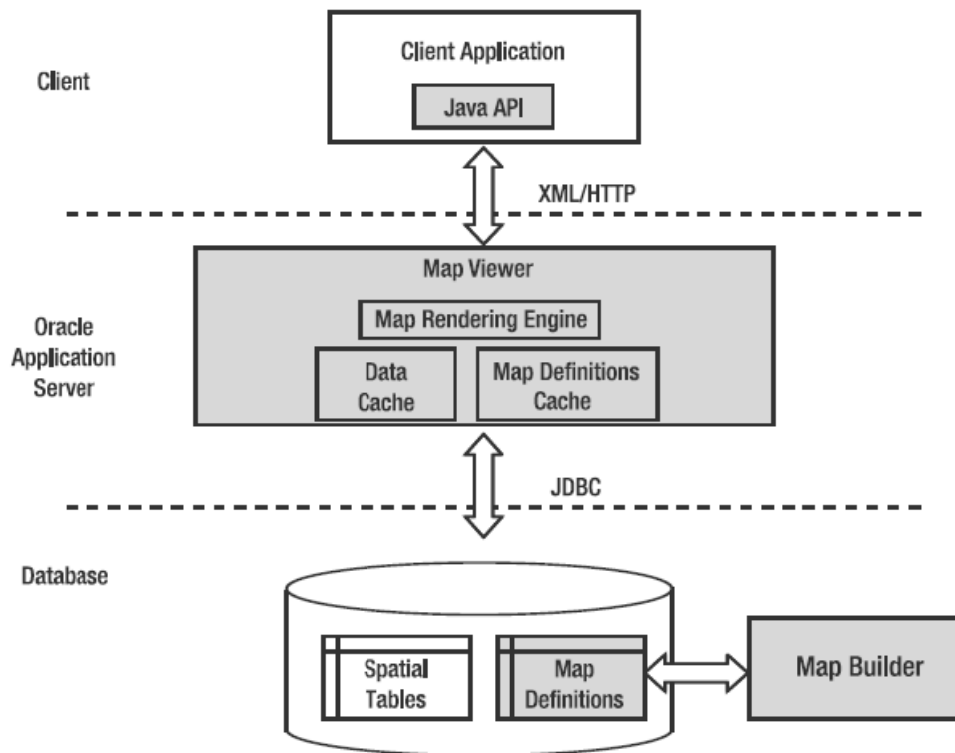 Client Application
Client
Java API
XML/HTTP
Map Viewer
Map Rendering Engine
Oracle
Application
Server
Data
Cache
Map Definitions
Cache
JDBC
Database
Spatial
Tables
Map
Definitions
Map Builder